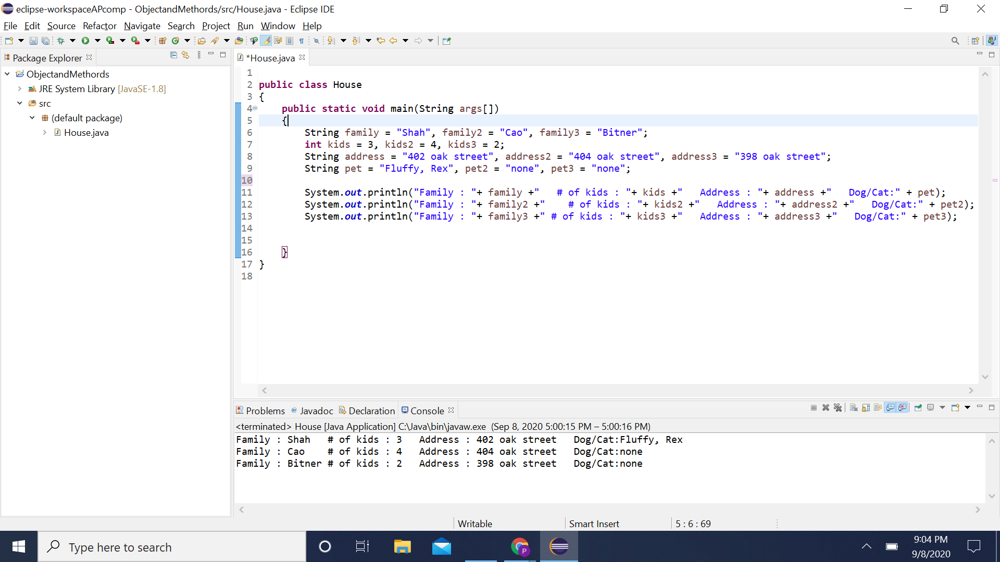 eclipse-workspaceAPcomp - ObjectandMethords/src/House.java - Eclipse IDE
File Edit Source Refactor Navigate Search Project Run Window Help
Package Explorer
ObjectandMethords
JRE System Library [JavaSE-1.8]
src
(default package)
House.java
*House.java
1
2 public class House
3 {
4     public static void main(String args[])
5     {
6         String family = "Shah", family2 = "Cao", family3 = "Bitner";
7         int kids = 3, kids2 = 4, kids3 = 2;
8         String address = "402 oak street", address2 = "404 oak street", address3 = "398 oak street";
9         String pet = "Fluffy, Rex", pet2 = "none", pet3 = "none";
10
11         System.out.println("Family : "+ family +"   # of kids : "+ kids +"   Address : "+ address +"   Dog/Cat:" + pet);
12         System.out.println("Family : "+ family2 +"    # of kids : "+ kids2 +"   Address : "+ address2 +"   Dog/Cat:" + pet2);
13         System.out.println("Family : "+ family3 +" # of kids : "+ kids3 +"   Address : "+ address3 +"   Dog/Cat:" + pet3);
14
15
16     }
17 }
18
Problems Javadoc Declaration Console
<terminated> House [Java Application] C:\Java\bin\javaw.exe (Sep 8, 2020 5:00:15 PM – 5:00:16 PM)
Family : Shah   # of kids : 3   Address : 402 oak street   Dog/Cat:Fluffy, Rex
Family : Cao    # of kids : 4   Address : 404 oak street   Dog/Cat:none
Family : Bitner # of kids : 2   Address : 398 oak street   Dog/Cat:none
Writable Smart Insert 5 : 6 : 69
Type here to search
P
9:04 PM
9/8/2020